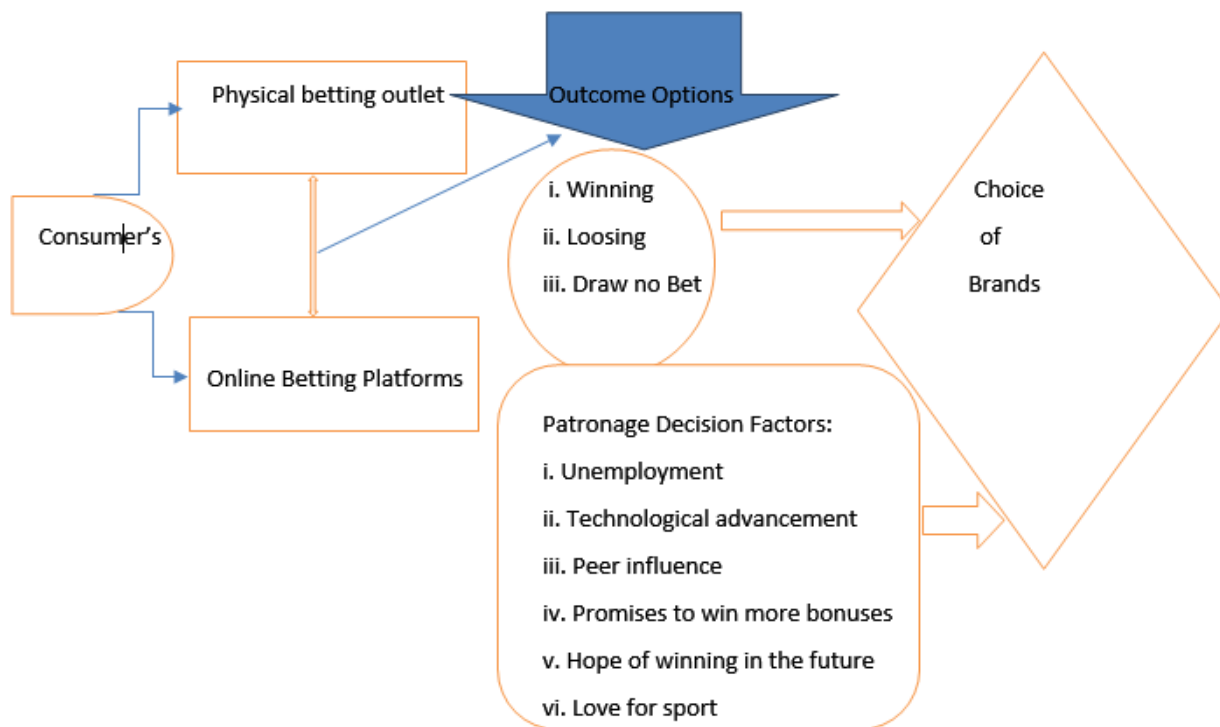 Physical betting outlet
Outcome Options
Consumer's
Online Betting Platforms
i. Winning
ii. Loosing
iii. Draw no Bet
Choice
of
Brands
Patronage Decision Factors:
i. Unemployment
ii. Technological advancement
iii. Peer influence
iv. Promises to win more bonuses
v. Hope of winning in the future
vi. Love for sport